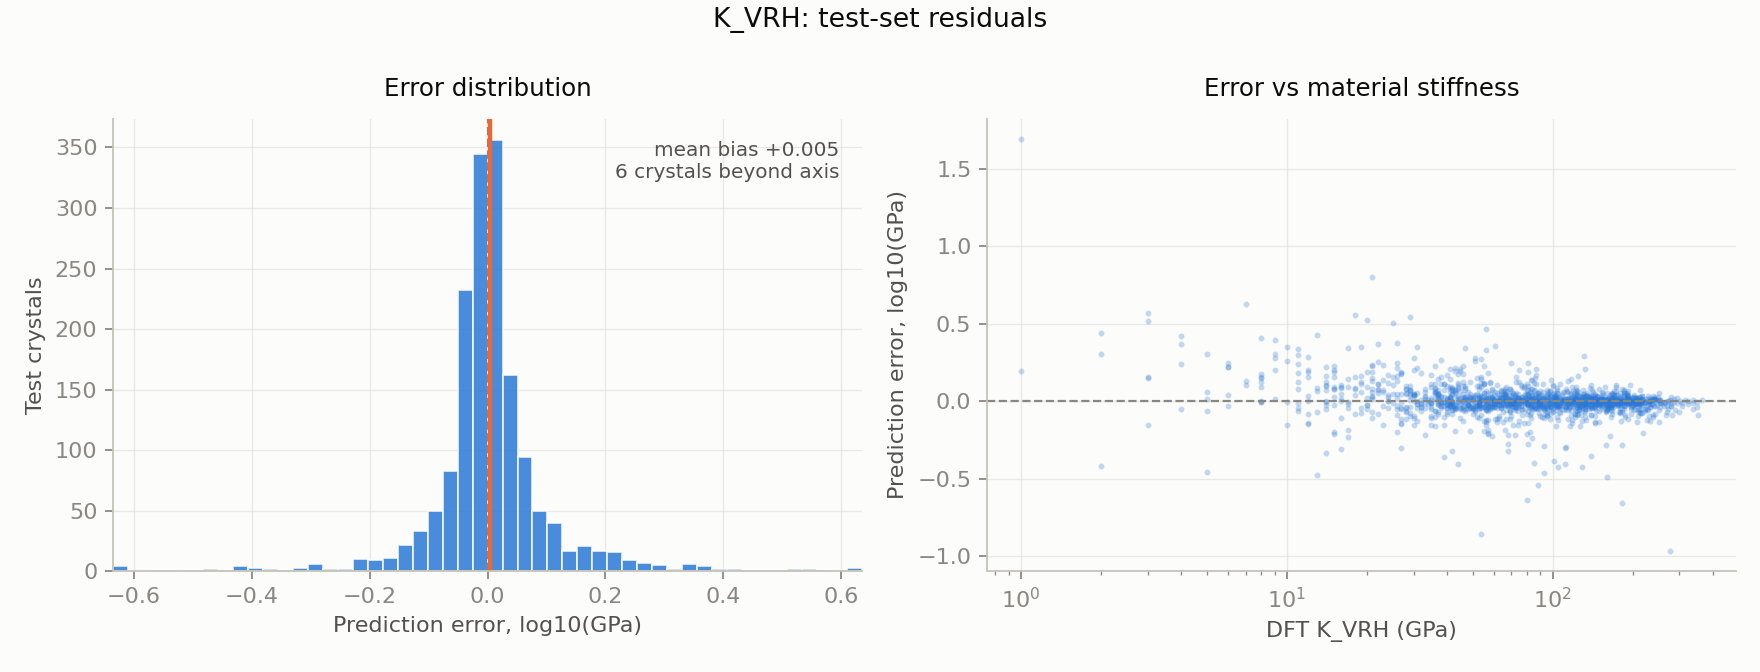 K_VRH: test-set residuals
Error distribution
mean bias +0.005
6 crystals beyond axis
Test crystals
350
300
250
200
150
100
50
0
−0.6 −0.4 −0.2 0.0 0.2 0.4 0.6
Prediction error, log10(GPa)
Error vs material stiffness
Prediction error, log10(GPa)
1.5
1.0
0.5
0.0
−0.5
−1.0
10⁰ 10¹ 10²
DFT K_VRH (GPa)